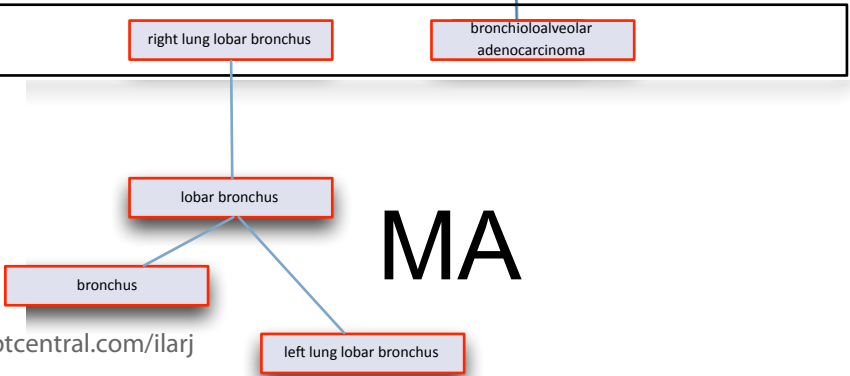 right lung lobar bronchus
bronchioloalveolar
adenocarcinoma
lobar bronchus
MA
bronchus
otcentral.com/ilarj
left lung lobar bronchus